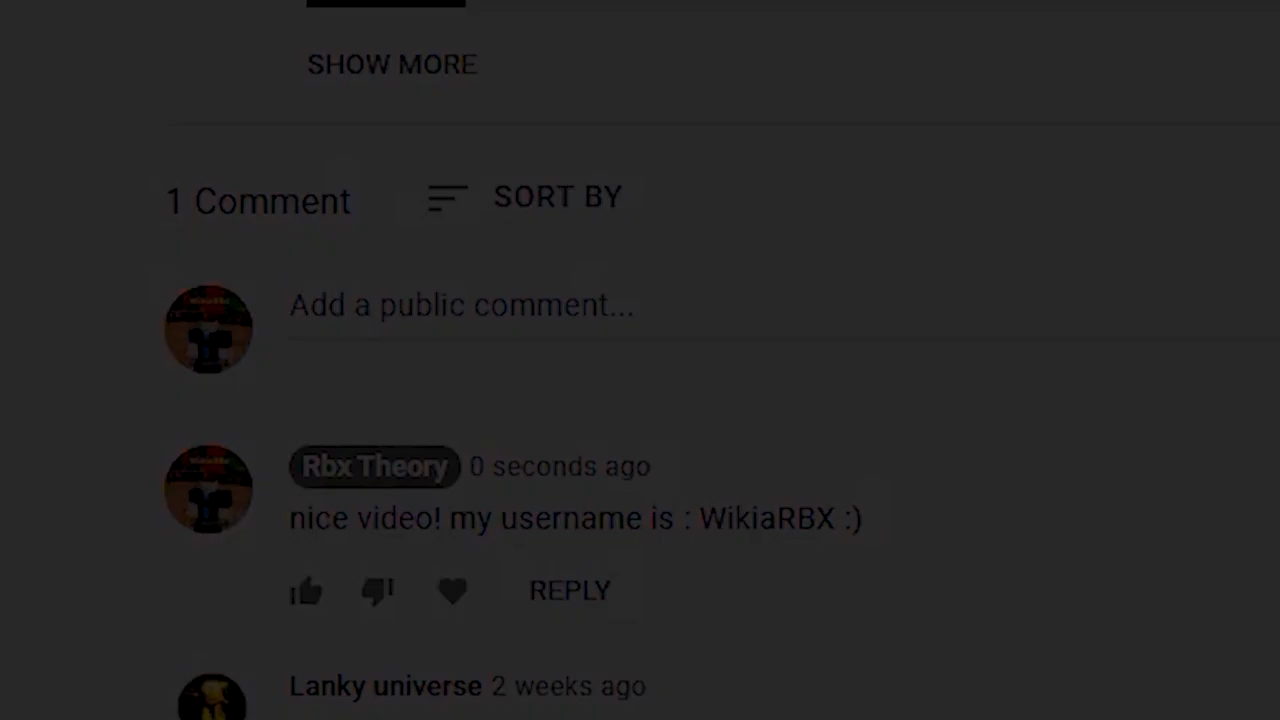 SHOW MORE
1 Comment
SORT BY
Add a public comment...
Rbx Theory 0 seconds ago
nice video! my username is : WikiaRBX :)
REPLY
Lanky universe 2 weeks ago